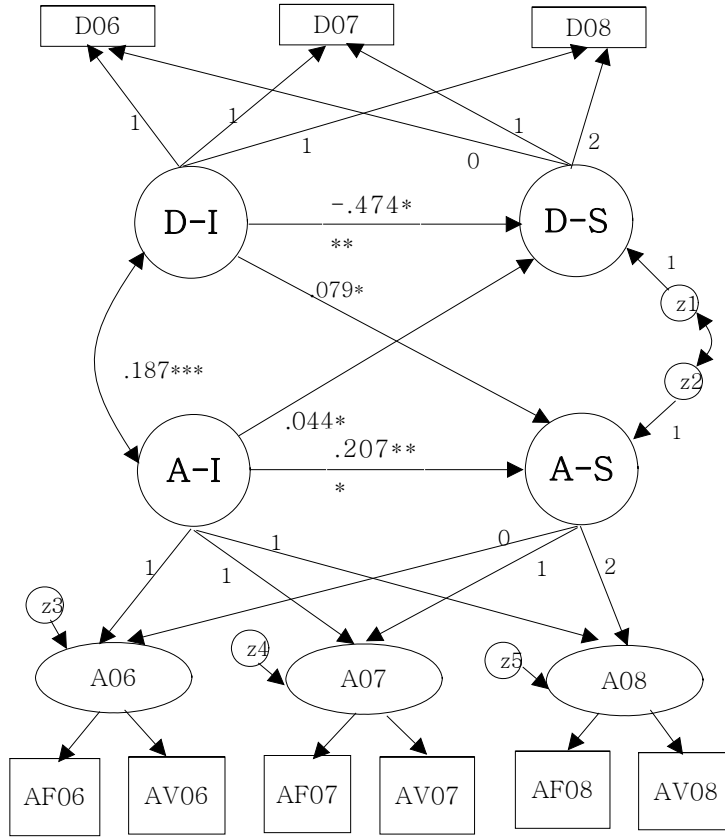 D06 D07 D08
1 1 1 0 1 2
D-I -.474* D-S
**
1
.079*
z1
.187*** z2
.044* 1
A-I .207** A-S
*
1 1 1 0 1 2
z3 z4 z5
A06 A07 A08
AF06 AV06 AF07 AV07 AF08 AV08